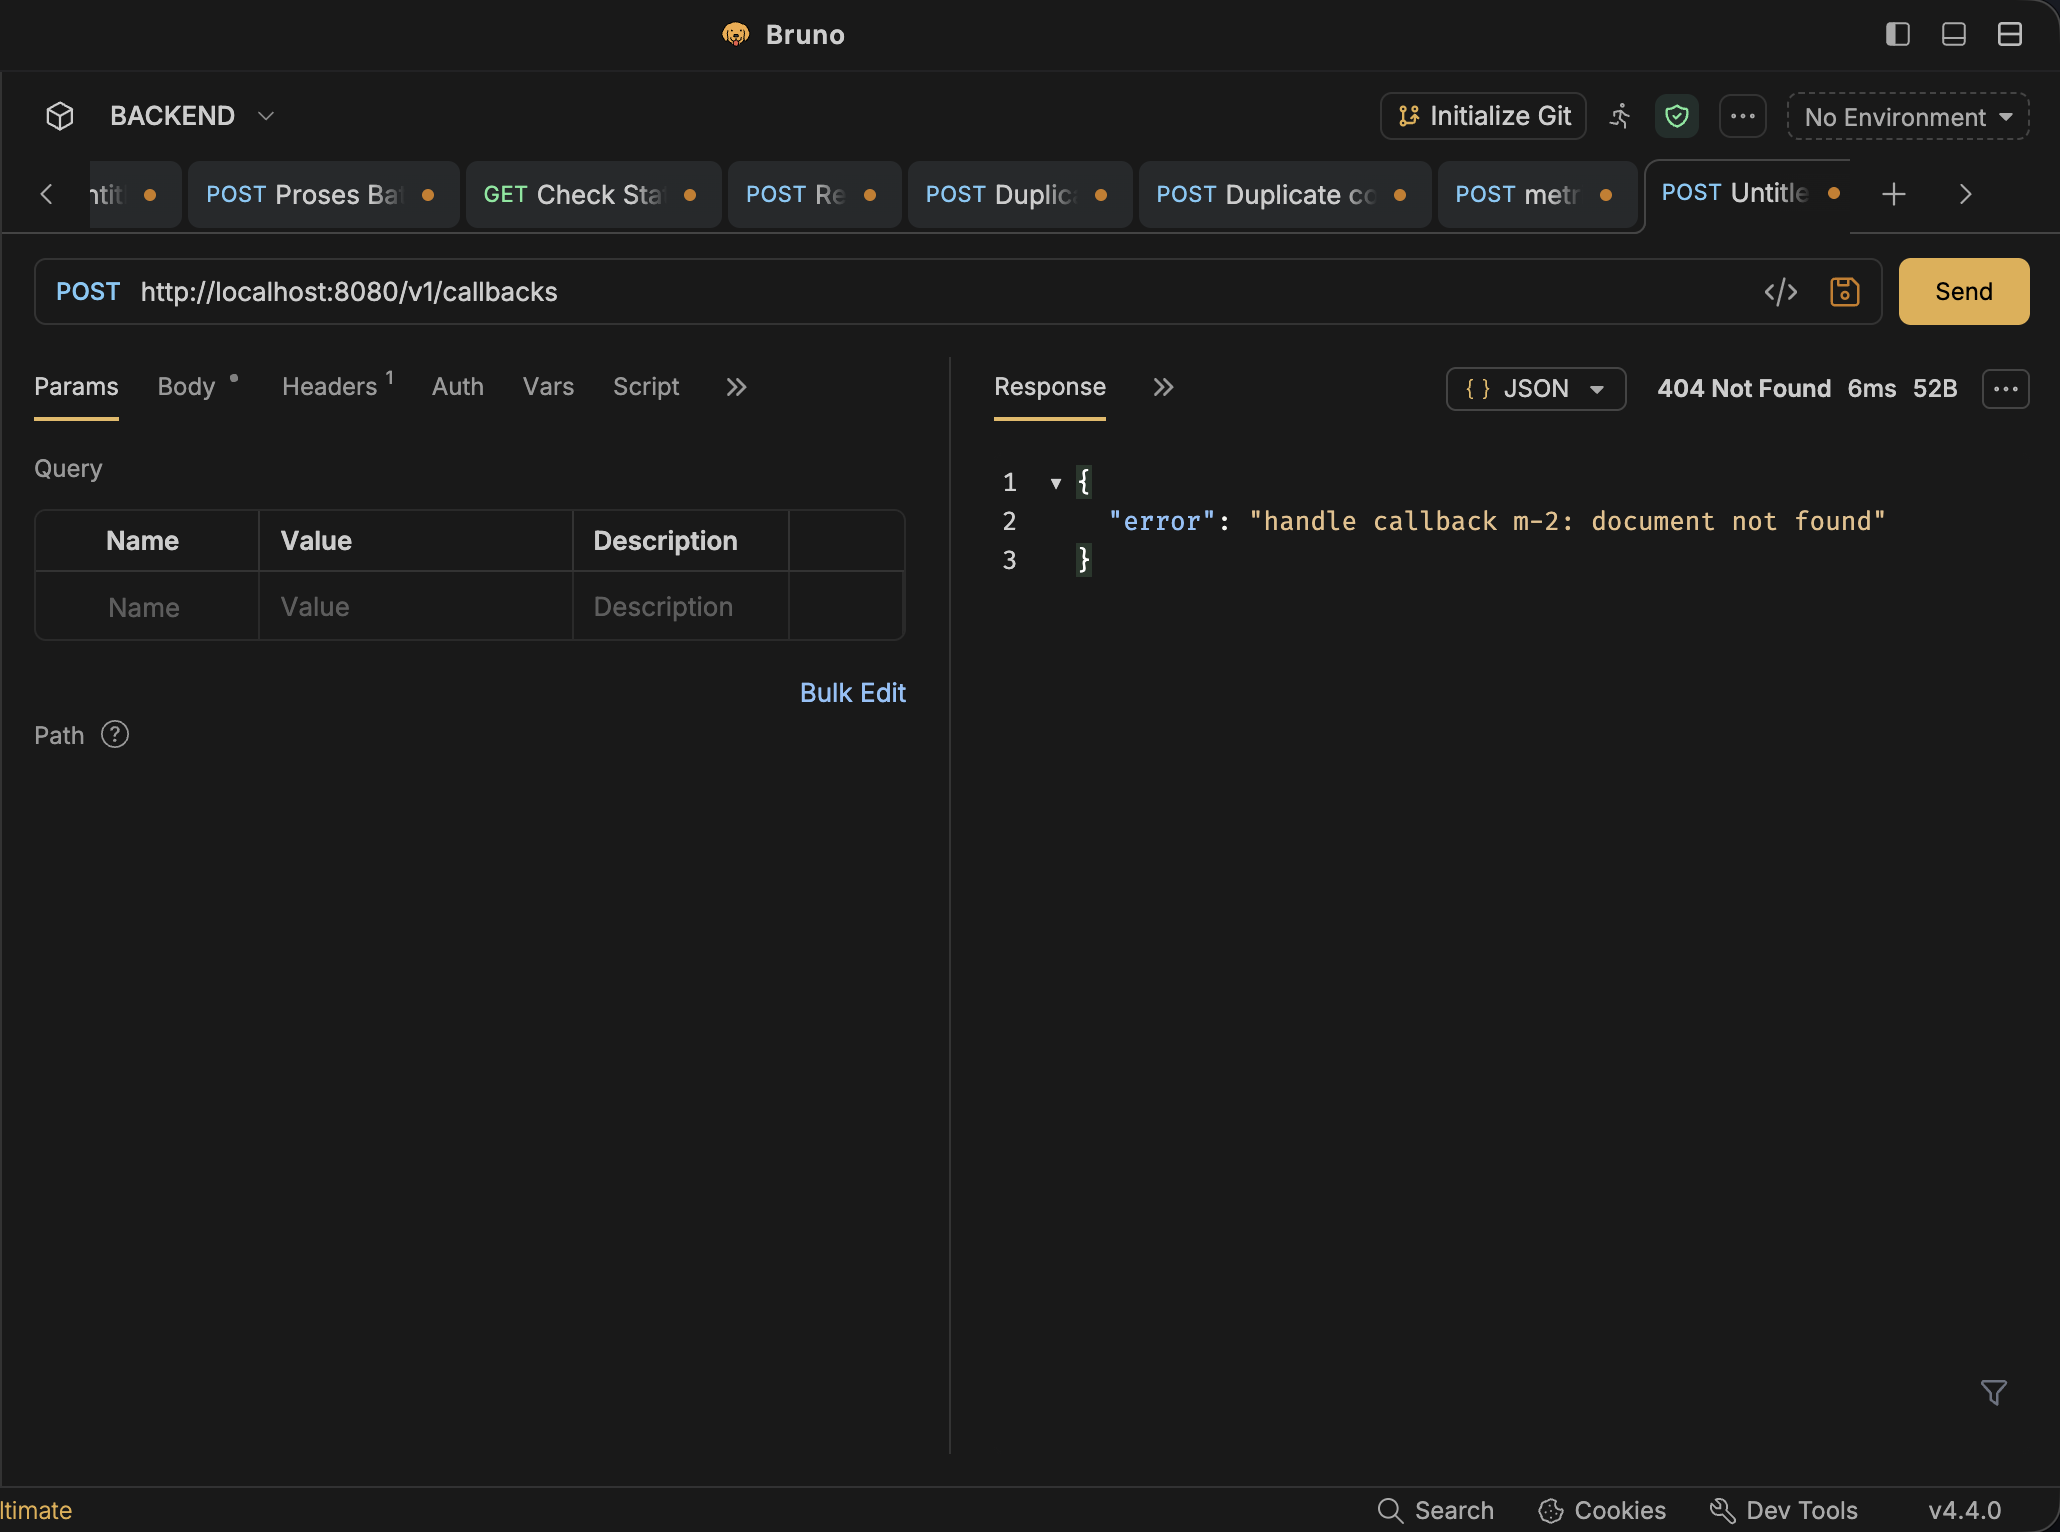 Bruno
BACKEND
Initialize Git
No Environment
POST Proses Ba
GET Check Sta
POST Re
POST Duplic
POST Duplicate co
POST metr
POST Untitle
POST http://localhost:8080/v1/callbacks
</>
Send
Params
Body
Headers 1
Auth
Vars
Script
Response
{ } JSON
404 Not Found 6ms 52B
Query
Name Value Description
Name Value Description
Bulk Edit
Path ?
1 {
2 "error": "handle callback m-2: document not found"
3 }
ltimate
Search
Cookies
Dev Tools
v4.4.0